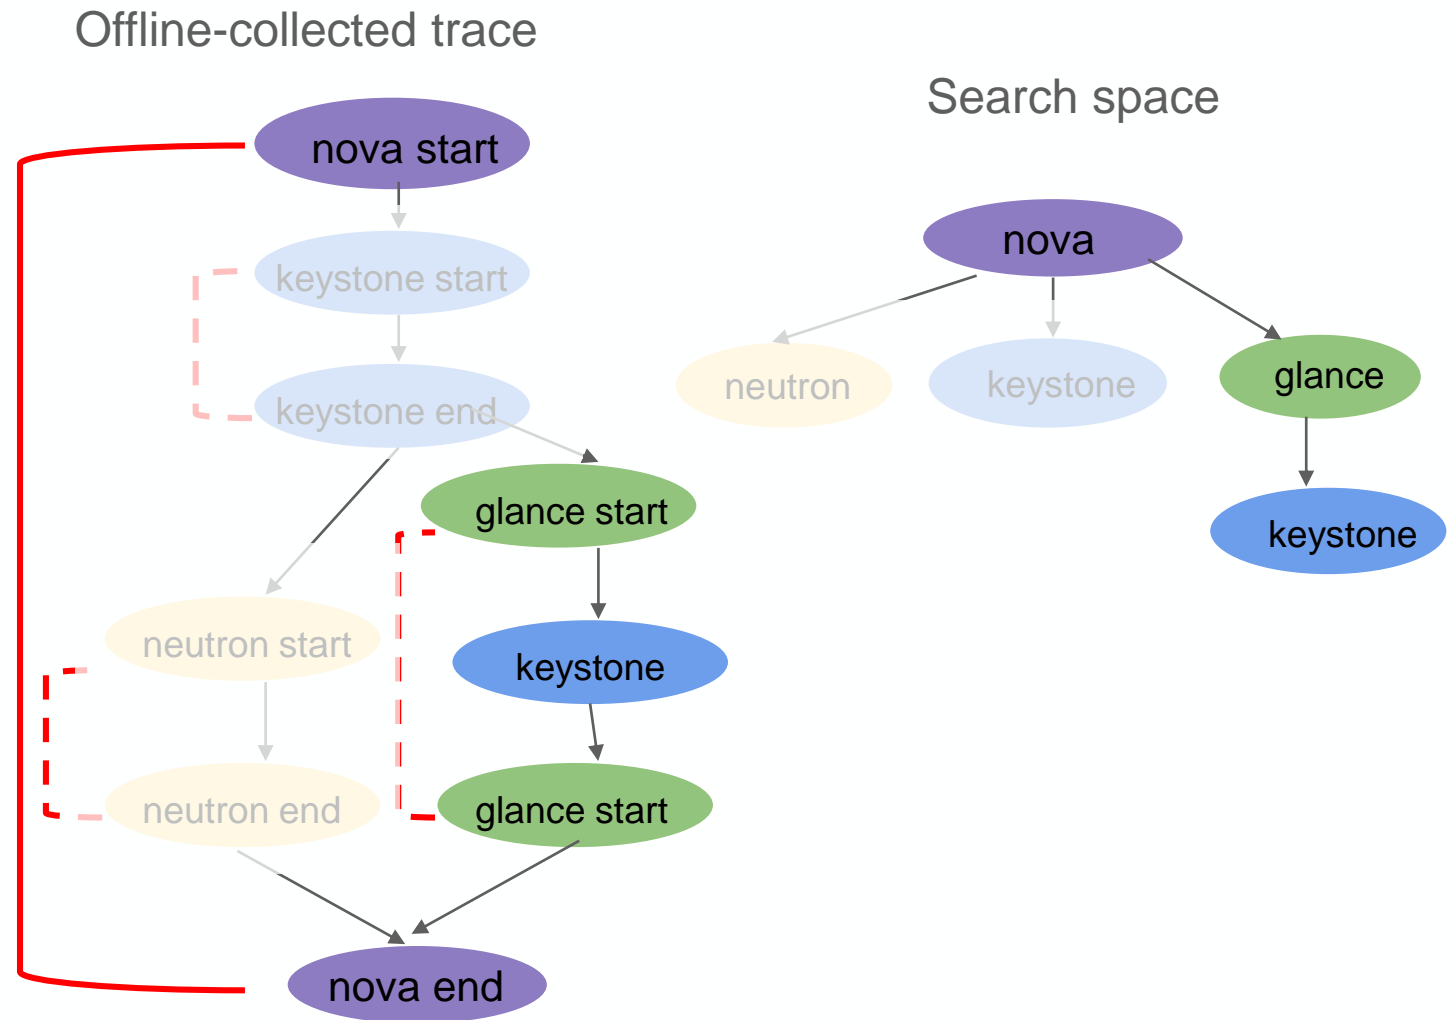 Offline-collected trace
Search space
nova start
keystone start
keystone end
glance start
neutron start
keystone
neutron end
glance start
nova end
nova
neutron
keystone
glance
keystone